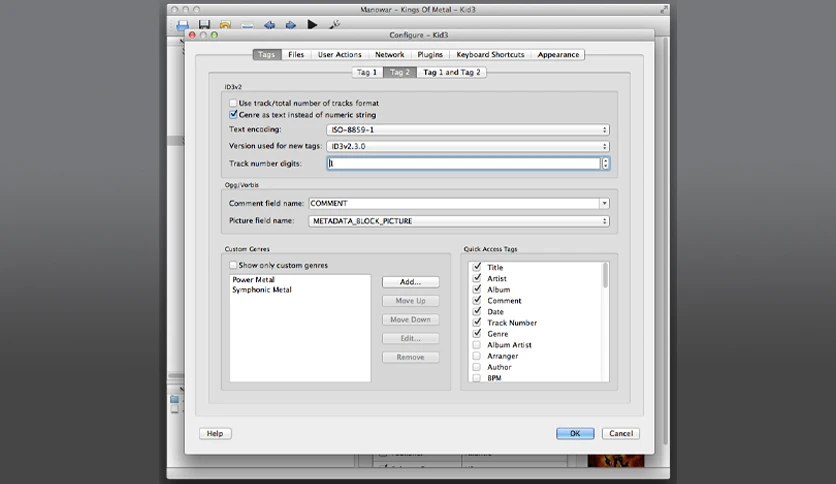 Manowar – Kings Of Metal – Kid3
Configure – Kid3
Tags Files User Actions Network Plugins Keyboard Shortcuts Appearance
Tag 1 Tag 2 Tag 1 and Tag 2
ID3v2
Use track/total number of tracks format
Genre as text instead of numeric string
Text encoding: ISO-8859-1
Version used for new tags: ID3v2.3.0
Track number digits: 1
Ogg/Vorbis
Comment field name: COMMENT
Picture field name: METADATA_BLOCK_PICTURE
Custom Genres
Show only custom genres
Power Metal
Symphonic Metal
Add...
Move Up
Move Down
Edit...
Remove
Quick Access Tags
Title
Artist
Album
Comment
Date
Track Number
Genre
Album Artist
Arranger
Author
BPM
Help OK Cancel